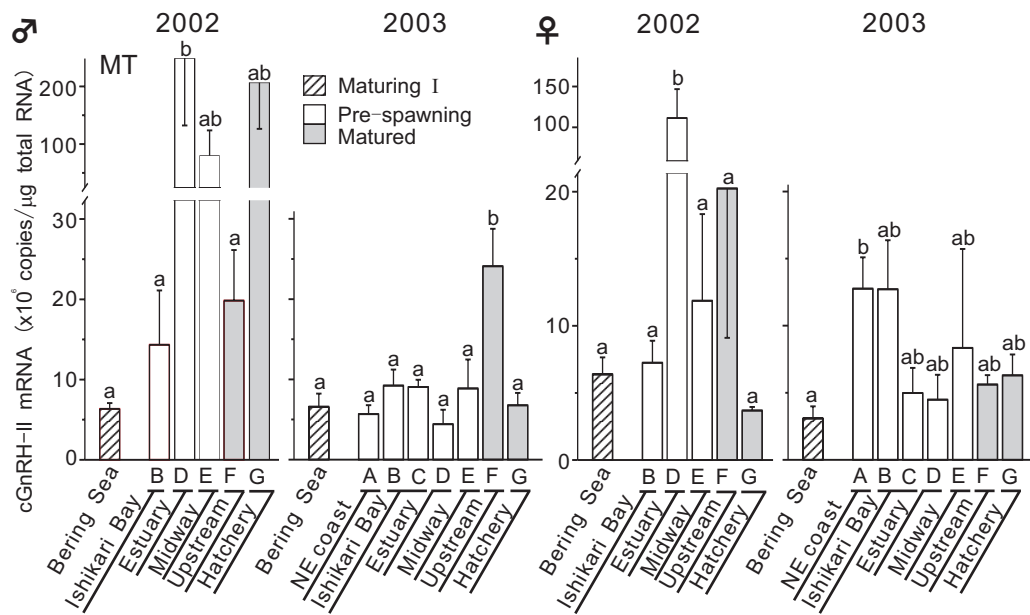 ♂ 2002 2003 ♀ 2002 2003
MT
cGnRH-II mRNA (x10⁶ copies/μg total RNA)
Maturing I
Pre-spawning
Matured
200
100
30
20
10
0
a a b ab a ab
a a a a a a b a
150
100
20
10
0
a a b a a a
a b ab ab ab ab ab ab
B D E F G
A B C D E F G
B D E F G
A B C D E F G
Bering Sea
Ishikari Bay
Estuary
Midway
Upstream
Hatchery
Bering Sea
NE coast
Ishikari Bay
Estuary
Midway
Upstream
Hatchery
Bering Sea
Ishikari Bay
Estuary
Midway
Upstream
Hatchery
Bering Sea
NE coast
Ishikari Bay
Estuary
Midway
Upstream
Hatchery